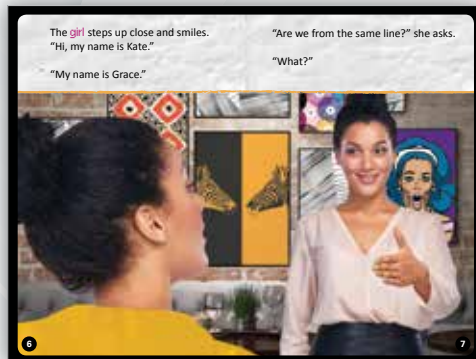 The girl steps up close and smiles.
"Hi, my name is Kate."
"My name is Grace."
"Are we from the same line?" she asks.
"What?"
6
7